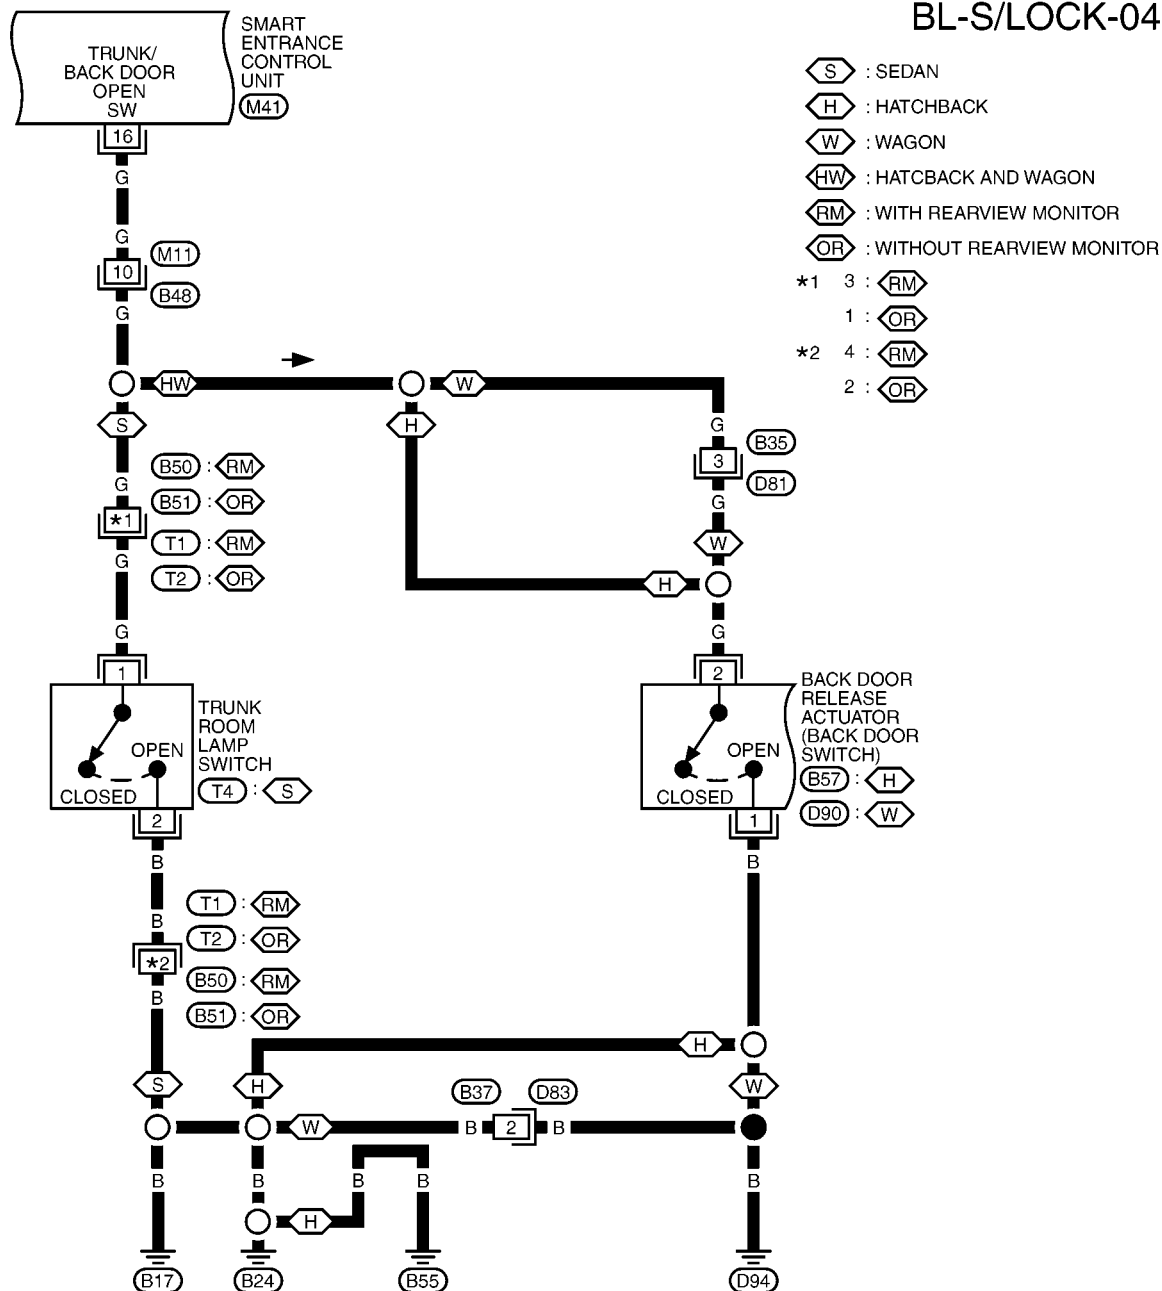 BL-S/LOCK-04
TRUNK/
BACK DOOR
OPEN
SW
SMART
ENTRANCE
CONTROL
UNIT
M41
16
G
G
M11
10
B48
G
S : SEDAN
H : HATCHBACK
W : WAGON
HW : HATCBACK AND WAGON
RM : WITH REARVIEW MONITOR
OR : WITHOUT REARVIEW MONITOR
*1 3 : RM
1 : OR
*2 4 : RM
2 : OR
HW
W
S
H
G
B35
3
D81
G
W
H
G
G
B50 : RM
B51 : OR
*1
T1 : RM
T2 : OR
G
G
1
OPEN
CLOSED
TRUNK
ROOM
LAMP
SWITCH
T4 : S
2
2
OPEN
CLOSED
BACK DOOR
RELEASE
ACTUATOR
(BACK DOOR
SWITCH)
B57 : H
D90 : W
1
B
B
B
T1 : RM
T2 : OR
*2
B50 : RM
B51 : OR
B
H
S
H
B37
D83
W
W
B
2
B
B
B
B
B
B
H
B17
B24
B55
D94